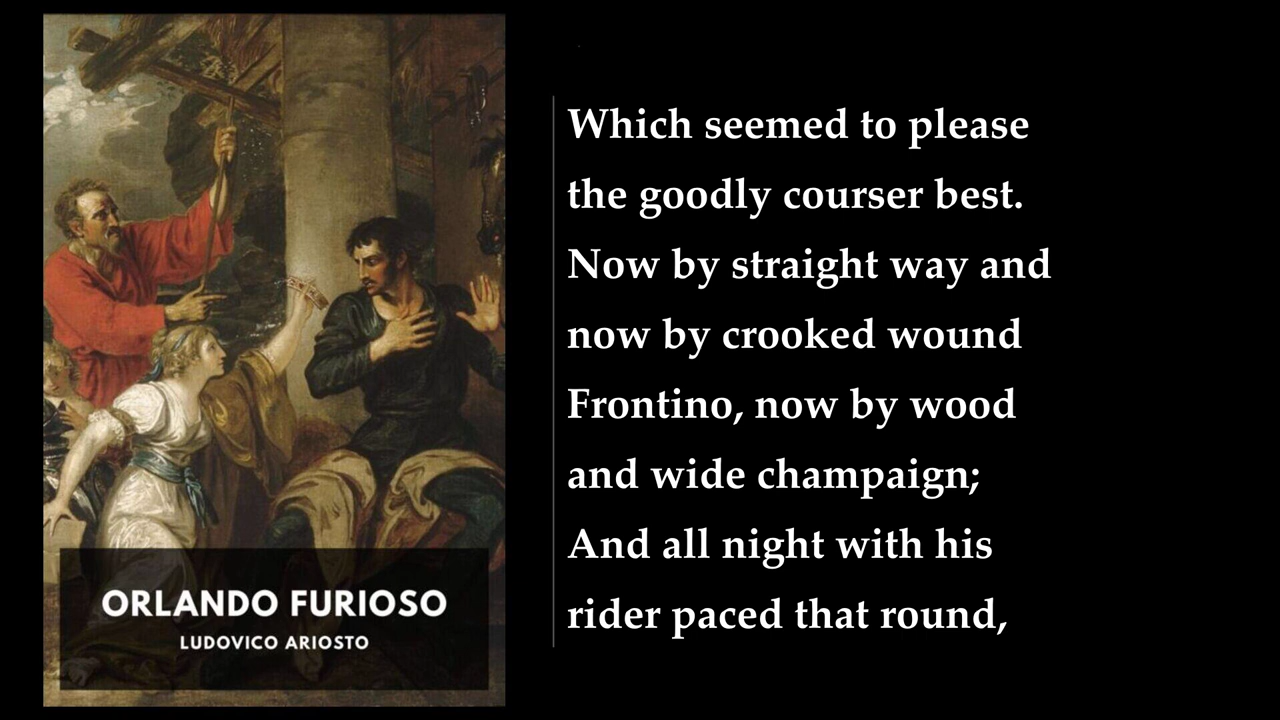 ORLANDO FURIOSO
LUDOVICO ARIOSTO
Which seemed to please
the goodly courser best.
Now by straight way and
now by crooked wound
Frontino, now by wood
and wide champaign;
And all night with his
rider paced that round,